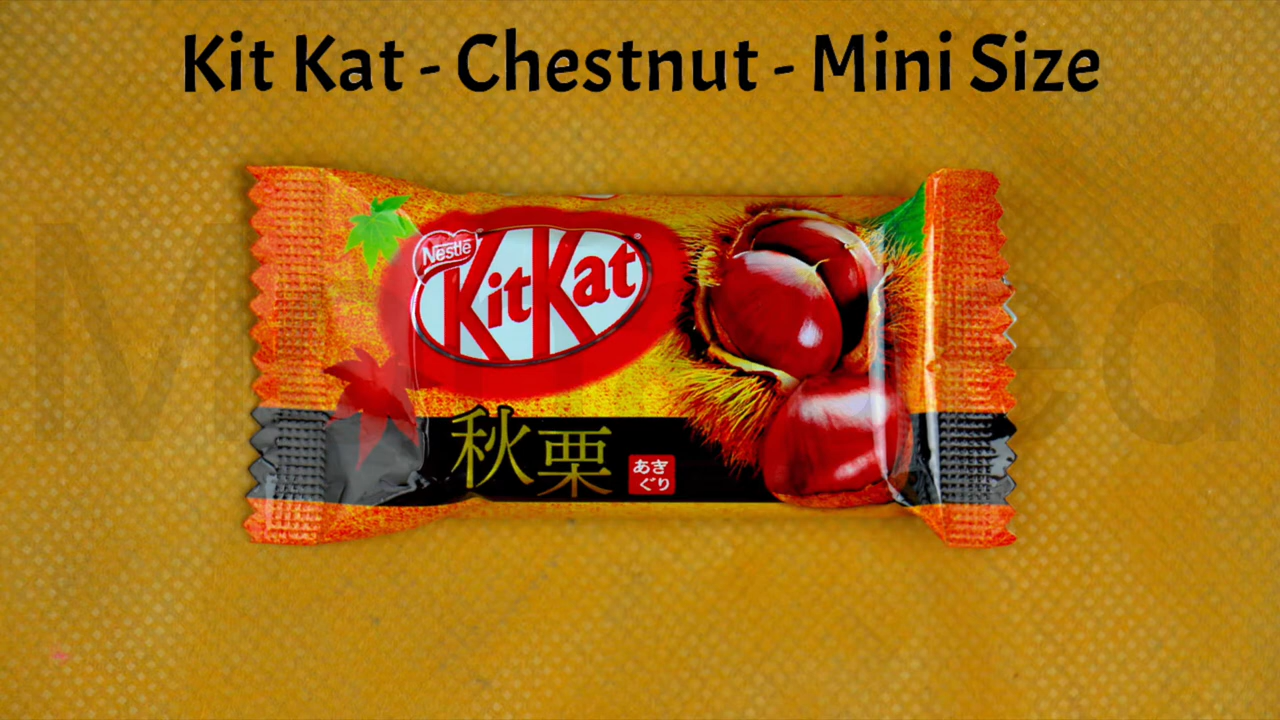 Kit Kat - Chestnut - Mini Size
Nestlé
KitKat
秋栗
あき
ぐり